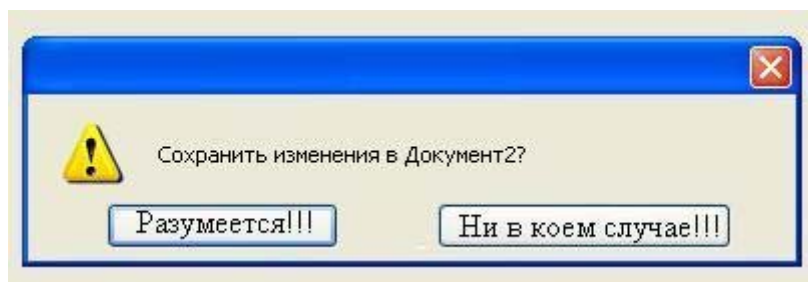 Сохранить изменения в Документ2?
Разумеется!!! Ни в коем случае!!!